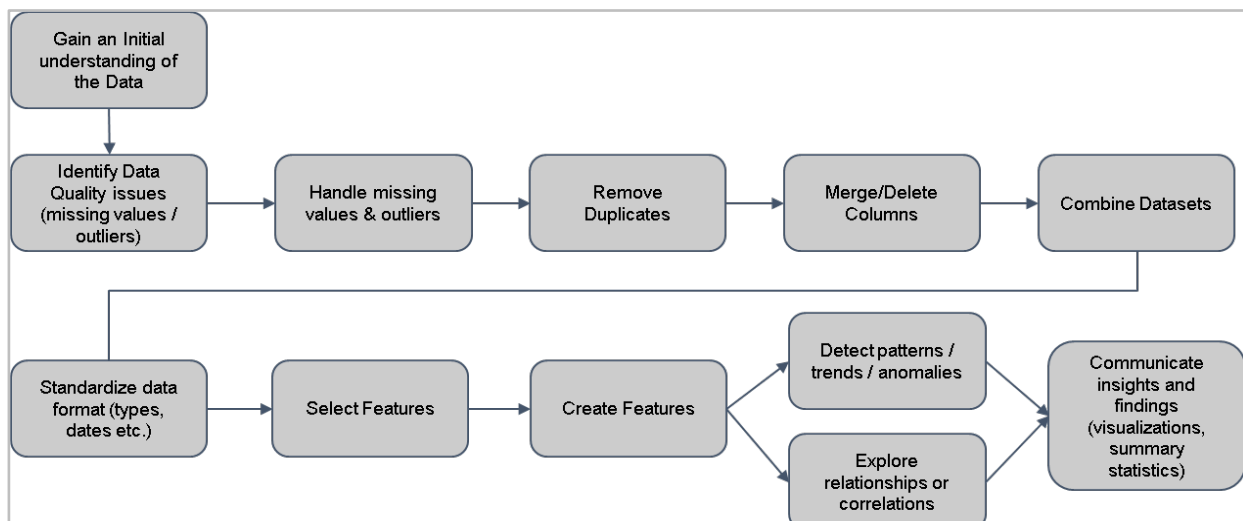 Gain an Initial
understanding of
the Data
Identify Data
Quality issues
(missing values /
outliers)
Handle missing
values & outliers
Remove
Duplicates
Merge/Delete
Columns
Combine Datasets
Standardize data
format (types,
dates etc.)
Select Features
Create Features
Detect patterns /
trends / anomalies
Explore
relationships or
correlations
Communicate
insights and
findings
(visualizations,
summary
statistics)